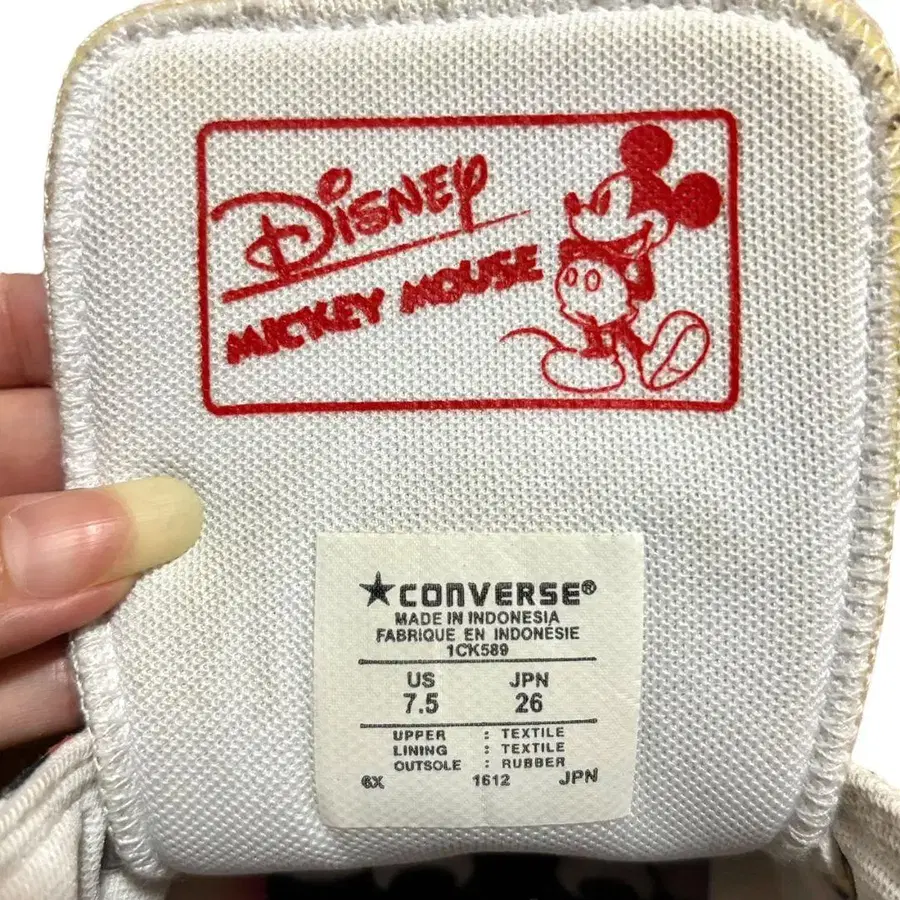 DISNEY
MICKEY MOUSE
★CONVERSE®
MADE IN INDONESIA
FABRIQUE EN INDONÉSIE
1CK589
US JPN
7.5 26
UPPER : TEXTILE
LINING : TEXTILE
OUTSOLE : RUBBER
6X 1612 JPN